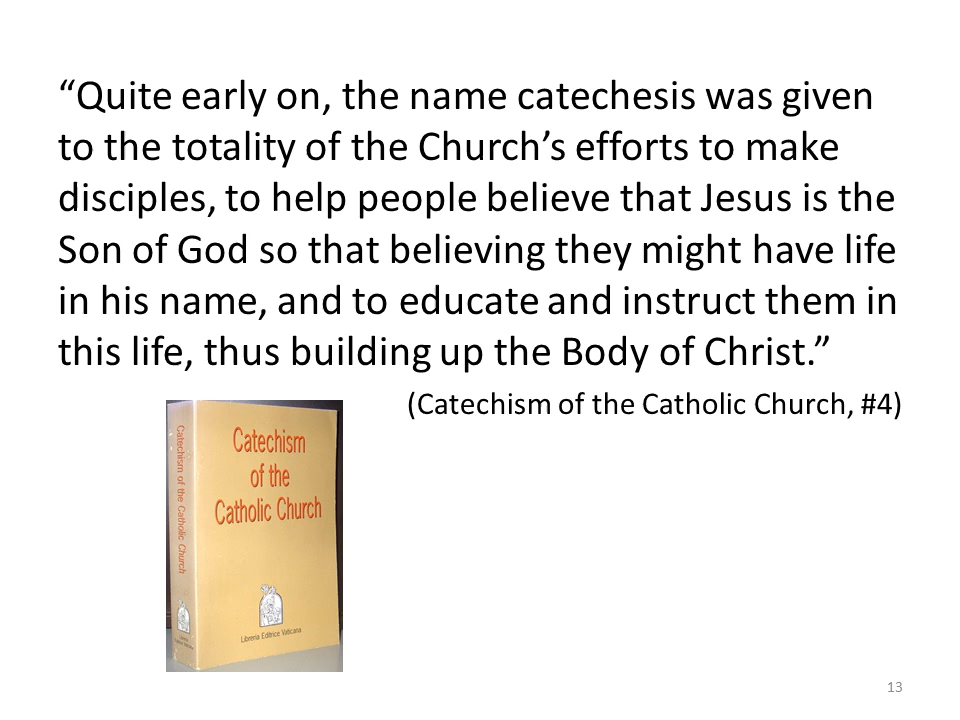 “Quite early on, the name catechesis was given
to the totality of the Church’s efforts to make
disciples, to help people believe that Jesus is the
Son of God so that believing they might have life
in his name, and to educate and instruct them in
this life, thus building up the Body of Christ.”
(Catechism of the Catholic Church, #4)
Catechism of the Catholic Church
Catechism
of the
Catholic Church
Libreria Editrice Vaticana
Libreria
Editrice Vaticana
13